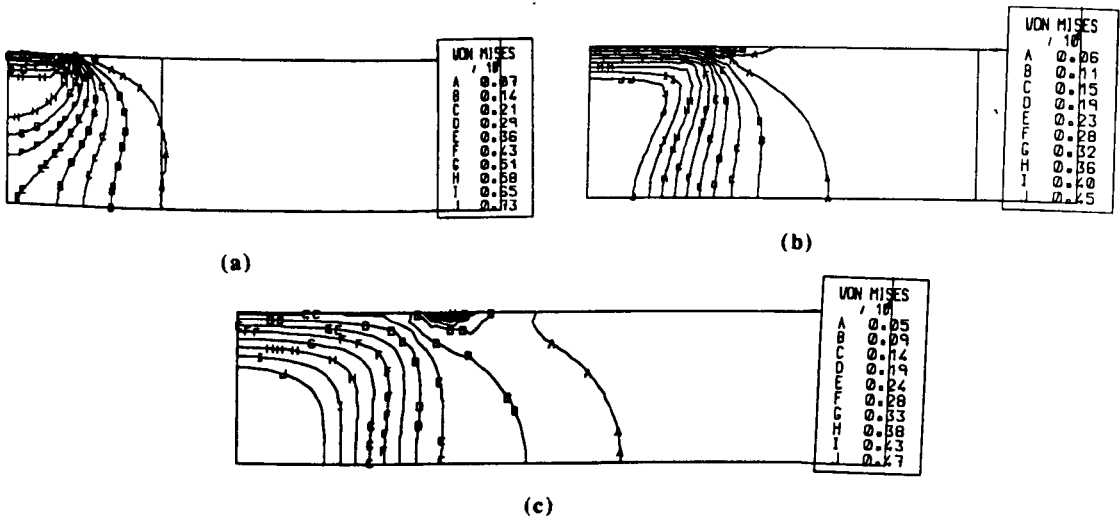 VON MISES
/ 10
A 0.07
B 0.14
C 0.21
D 0.29
E 0.36
F 0.43
G 0.51
H 0.58
I 0.65
J 0.73
(a)
VON MISES
/ 10
A 0.06
B 0.11
C 0.15
D 0.19
E 0.23
F 0.28
G 0.32
H 0.36
I 0.40
J 0.45
(b)
VON MISES
/ 10
A 0.05
B 0.09
C 0.14
D 0.19
E 0.24
F 0.28
G 0.33
H 0.38
I 0.43
J 0.47
(c)